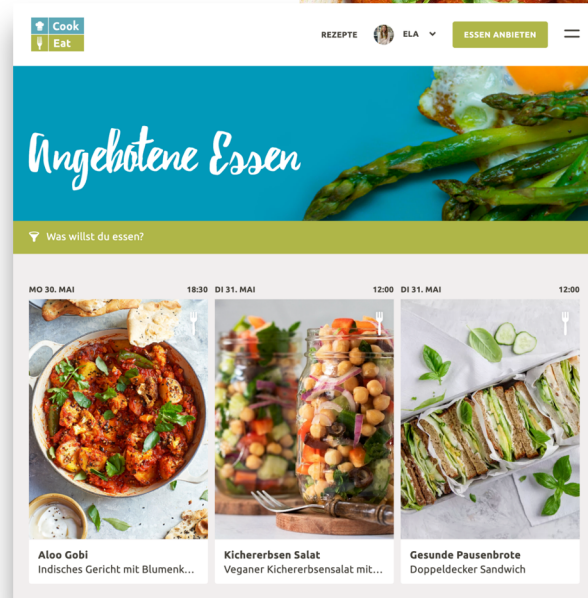 Cook
Eat
REZEPTE
ELA
ESSEN ANBIETEN
Angebotene Essen
Was willst du essen?
MO 30. MAI 18:30
DI 31. MAI 12:00
DI 31. MAI 12:00
Aloo Gobi
Indisches Gericht mit Blumenk...
Kichererbsen Salat
Veganer Kichererbsensalat mit...
Gesunde Pausenbrote
Doppeldecker Sandwich